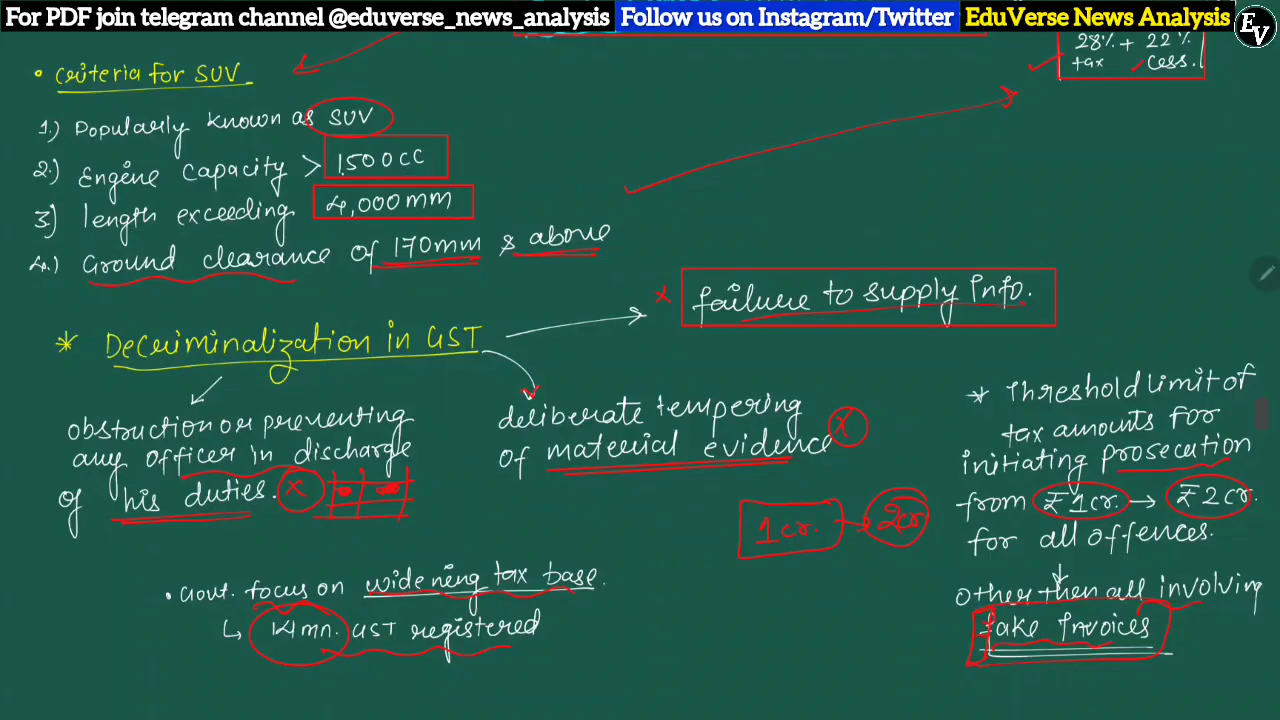 For PDF join telegram channel @eduverse_news_analysis Follow us on Instagram/Twitter EduVerse News Analysis EV
28% + 22%
tax cess.
• Criteria for SUV
1.) Popularly known as SUV
2.) Engine capacity > 1500cc
3) length exceeding 4,000mm
4.) Ground clearance of 170mm & above
* Decriminalization in GST
x failure to supply Info.
obstruction or preventing
any officer in discharge
of his duties. x
deliberate tempering
of material evidence x
1 cr. → 2cr
* Threshold limit of
tax amounts for
initiating prosecution
from ₹1cr. → ₹2cr.
for all offences.
↓
other then all involving
fake Invoices
• Govt. focus on widening tax base.
↳ 14mn. GST registered